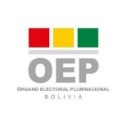 OEP
ÓRGANO ELECTORAL PLURINACIONAL
BOLIVIA